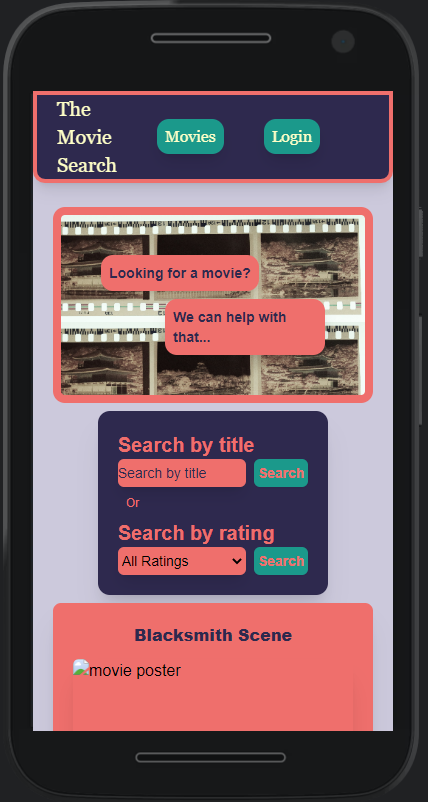 The
Movie
Search
Movies
Login
Looking for a movie?
We can help with
that...
Search by title
Search by title
Search
Or
Search by rating
All Ratings
Search
Blacksmith Scene
movie poster